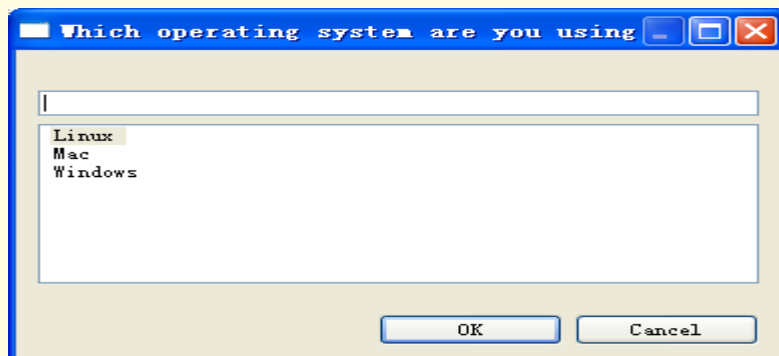 Which operating system are you using
Linux
Mac
Windows
OK
Cancel